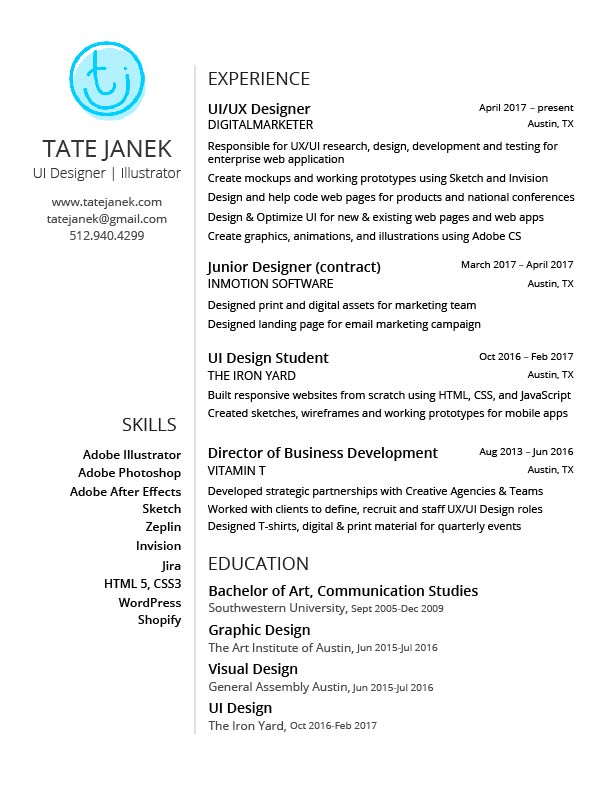 tj
TATE JANEK
UI Designer | Illustrator
www.tatejanek.com
tatejanek@gmail.com
512.940.4299
SKILLS
Adobe Illustrator
Adobe Photoshop
Adobe After Effects
Sketch
Zeplin
Invision
Jira
HTML 5, CSS3
WordPress
Shopify
EXPERIENCE
UI/UX Designer April 2017 – present
DIGITALMARKETER Austin, TX
Responsible for UX/UI research, design, development and testing for
enterprise web application
Create mockups and working prototypes using Sketch and Invision
Design and help code web pages for products and national conferences
Design & Optimize UI for new & existing web pages and web apps
Create graphics, animations, and illustrations using Adobe CS
Junior Designer (contract) March 2017 – April 2017
INMOTION SOFTWARE Austin, TX
Designed print and digital assets for marketing team
Designed landing page for email marketing campaign
UI Design Student Oct 2016 – Feb 2017
THE IRON YARD Austin, TX
Built responsive websites from scratch using HTML, CSS, and JavaScript
Created sketches, wireframes and working prototypes for mobile apps
Director of Business Development Aug 2013 – Jun 2016
VITAMIN T Austin, TX
Developed strategic partnerships with Creative Agencies & Teams
Worked with clients to define, recruit and staff UX/UI Design roles
Designed T-shirts, digital & print material for quarterly events
EDUCATION
Bachelor of Art, Communication Studies
Southwestern University, Sept 2005-Dec 2009
Graphic Design
The Art Institute of Austin, Jun 2015-Jul 2016
Visual Design
General Assembly Austin, Jun 2015-Jul 2016
UI Design
The Iron Yard, Oct 2016-Feb 2017